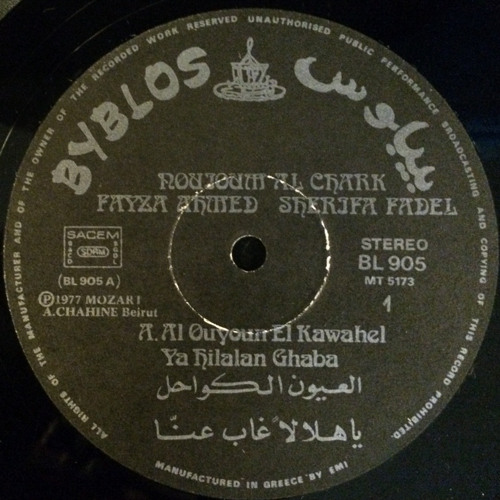 ALL RIGHTS OF THE MANUFACTURER AND OF THE OWNER OF THE RECORDED WORK RESERVED UNAUTHORISED PUBLIC PERFORMANCE BROADCASTING AND COPYING OF THIS RECORD PROHIBITED.
BYBLOS بيبلوس
NOUJOUM AL CHARK
FAYZA AHMED SHERIFA FADEL
SACEM
SACD SDRM SGDL
STEREO
BL 905
(BL 905 A)
MT 5173
℗ 1977 MOZART
A. CHAHINE Beirut
1
A. Al Ouyoun El Kawahel
Ya Hilalan Ghaba
العيون الكواحل
يا هلالاً غاب عنّا
MANUFACTURED IN GREECE BY EMI